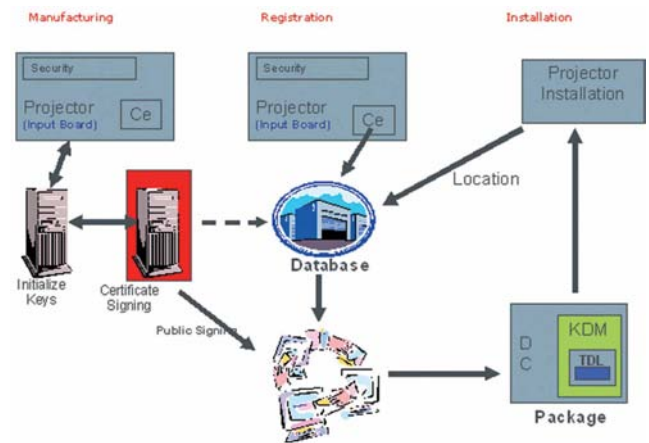 Manufacturing
Registration
Installation
Security
Projector
(Input Board)
Ce
Security
Projector
(Input Board)
Ce
Projector
Installation
Location
Initialize
Keys
Certificate
Signing
Database
Public Signing
D
C
KDM
TDL
Package